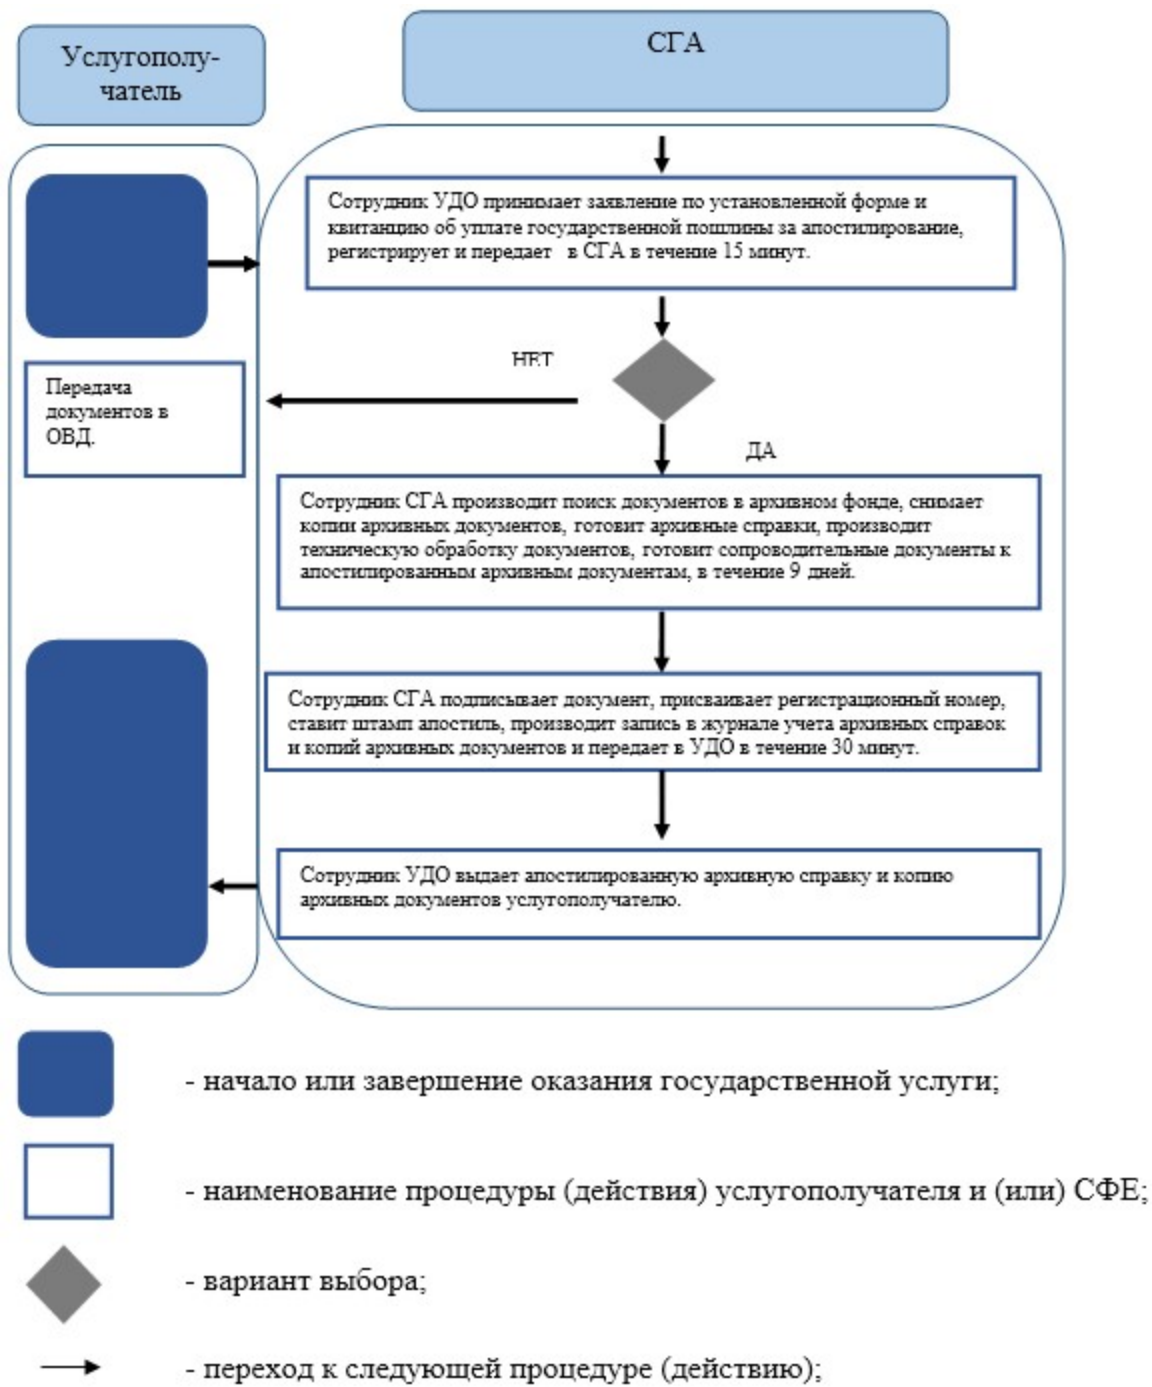 Услугополу-
чатель
СГА
Сотрудник УДО принимает заявление по установленной форме и
квитанцию об уплате государственной пошлины за апостилирование,
регистрирует и передает в СГА в течение 15 минут.
НЕТ
Передача
документов в
ОВД.
ДА
Сотрудник СГА производит поиск документов в архивном фонде, снимает
копии архивных документов, готовит архивные справки, производит
техническую обработку документов, готовит сопроводительные документы к
апостилированным архивным документам, в течение 9 дней.
Сотрудник СГА подписывает документ, присваивает регистрационный номер,
ставит штамп апостиль, производит запись в журнале учета архивных справок
и копий архивных документов и передает в УДО в течение 30 минут.
Сотрудник УДО выдает апостилированную архивную справку и копию
архивных документов услугополучателю.
- начало или завершение оказания государственной услуги;
- наименование процедуры (действия) услугополучателя и (или) СФЕ;
- вариант выбора;
- переход к следующей процедуре (действию);